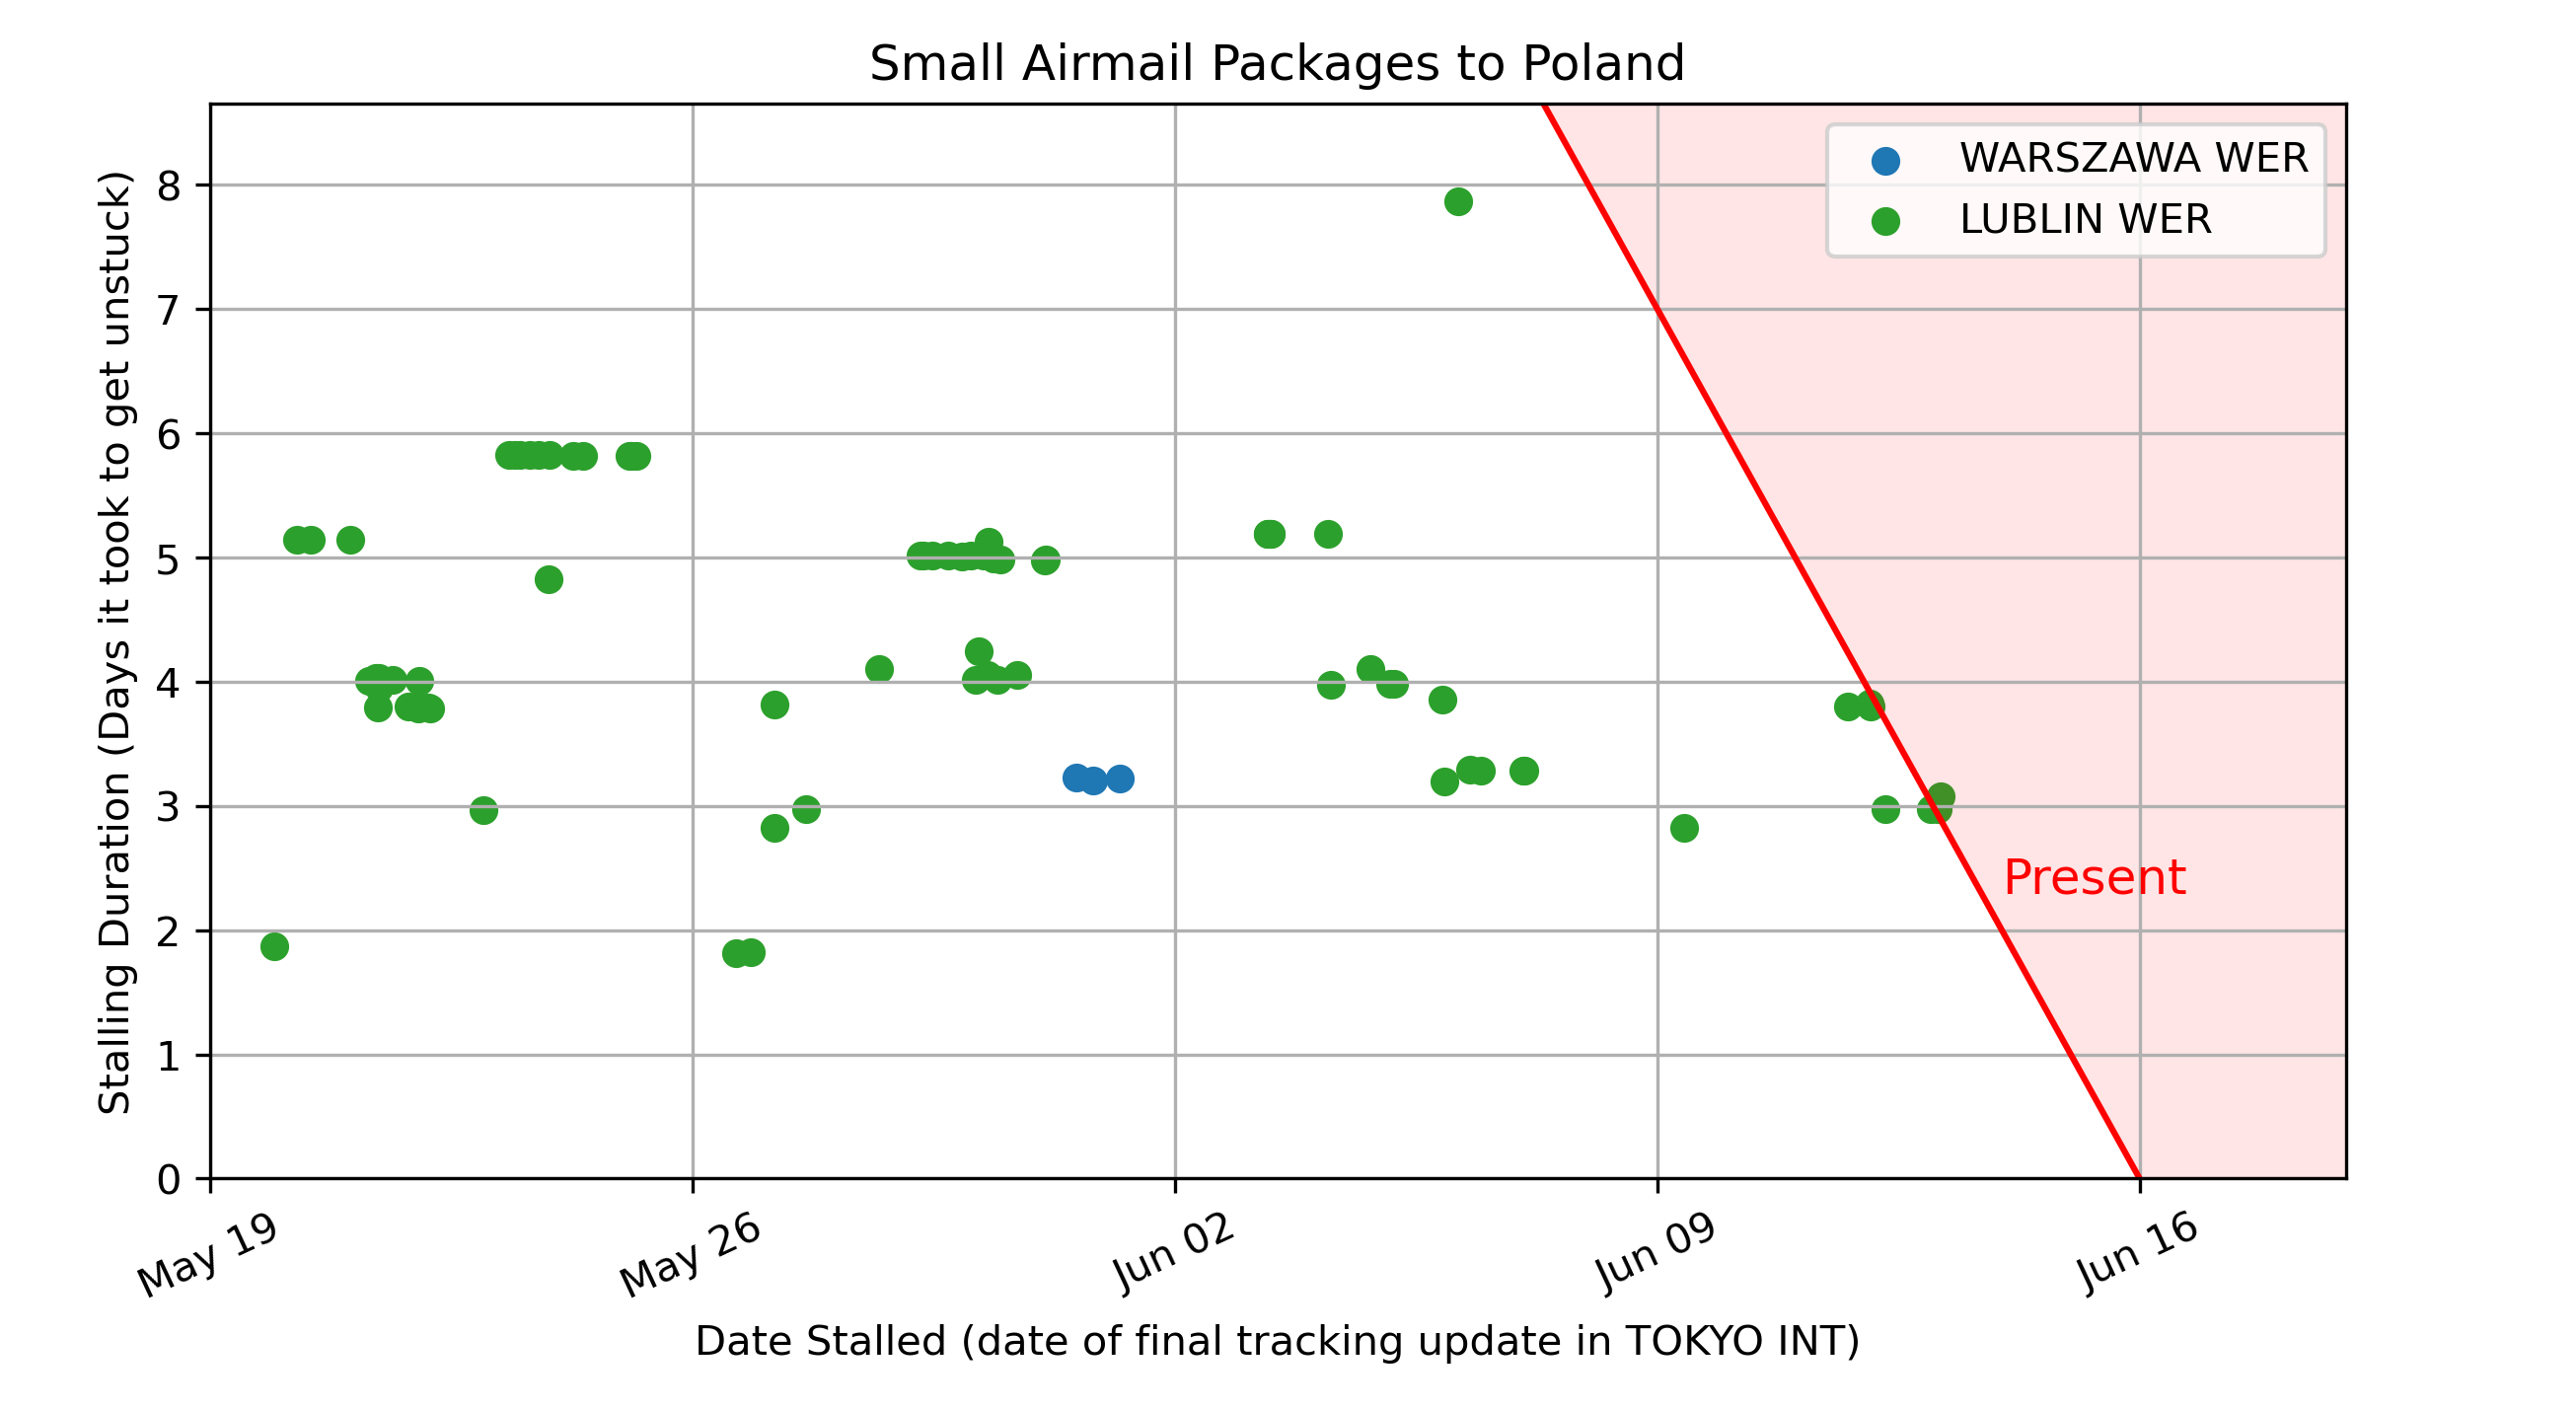 Small Airmail Packages to Poland
WARSZAWA WER
LUBLIN WER
Present
Stalling Duration (Days it took to get unstuck)
8
7
6
5
4
3
2
1
0
May 19
May 26
Jun 02
Jun 09
Jun 16
Date Stalled (date of final tracking update in TOKYO INT)